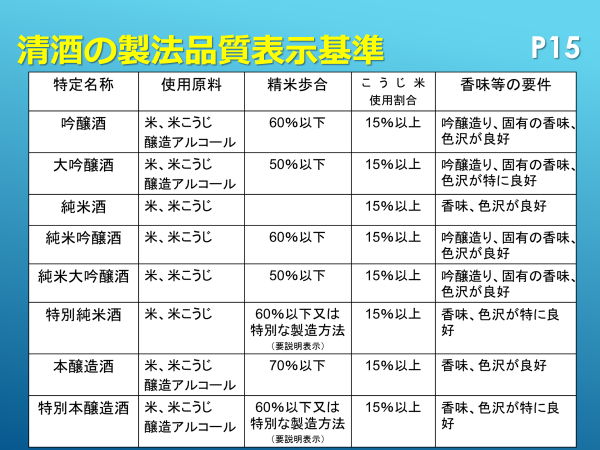 清酒の製法品質表示基準
P15
特定名称 使用原料 精米歩合 こうじ米 香味等の要件
使用割合
吟醸酒 米、米こうじ 60%以下 15%以上 吟醸造り、固有の香味、
醸造アルコール 色沢が良好
大吟醸酒 米、米こうじ 50%以下 15%以上 吟醸造り、固有の香味、
醸造アルコール 色沢が特に良好
純米酒 米、米こうじ 15%以上 香味、色沢が良好
純米吟醸酒 米、米こうじ 60%以下 15%以上 吟醸造り、固有の香味、
色沢が良好
純米大吟醸酒 米、米こうじ 50%以下 15%以上 吟醸造り、固有の香味、
色沢が良好
特別純米酒 米、米こうじ 60%以下又は 15%以上 香味、色沢が特に良
特別な製造方法 好
(要説明表示)
本醸造酒 米、米こうじ 70%以下 15%以上 香味、色沢が良好
醸造アルコール
特別本醸造酒 米、米こうじ 60%以下又は 15%以上 香味、色沢が特に良
醸造アルコール 特別な製造方法 好
(要説明表示)